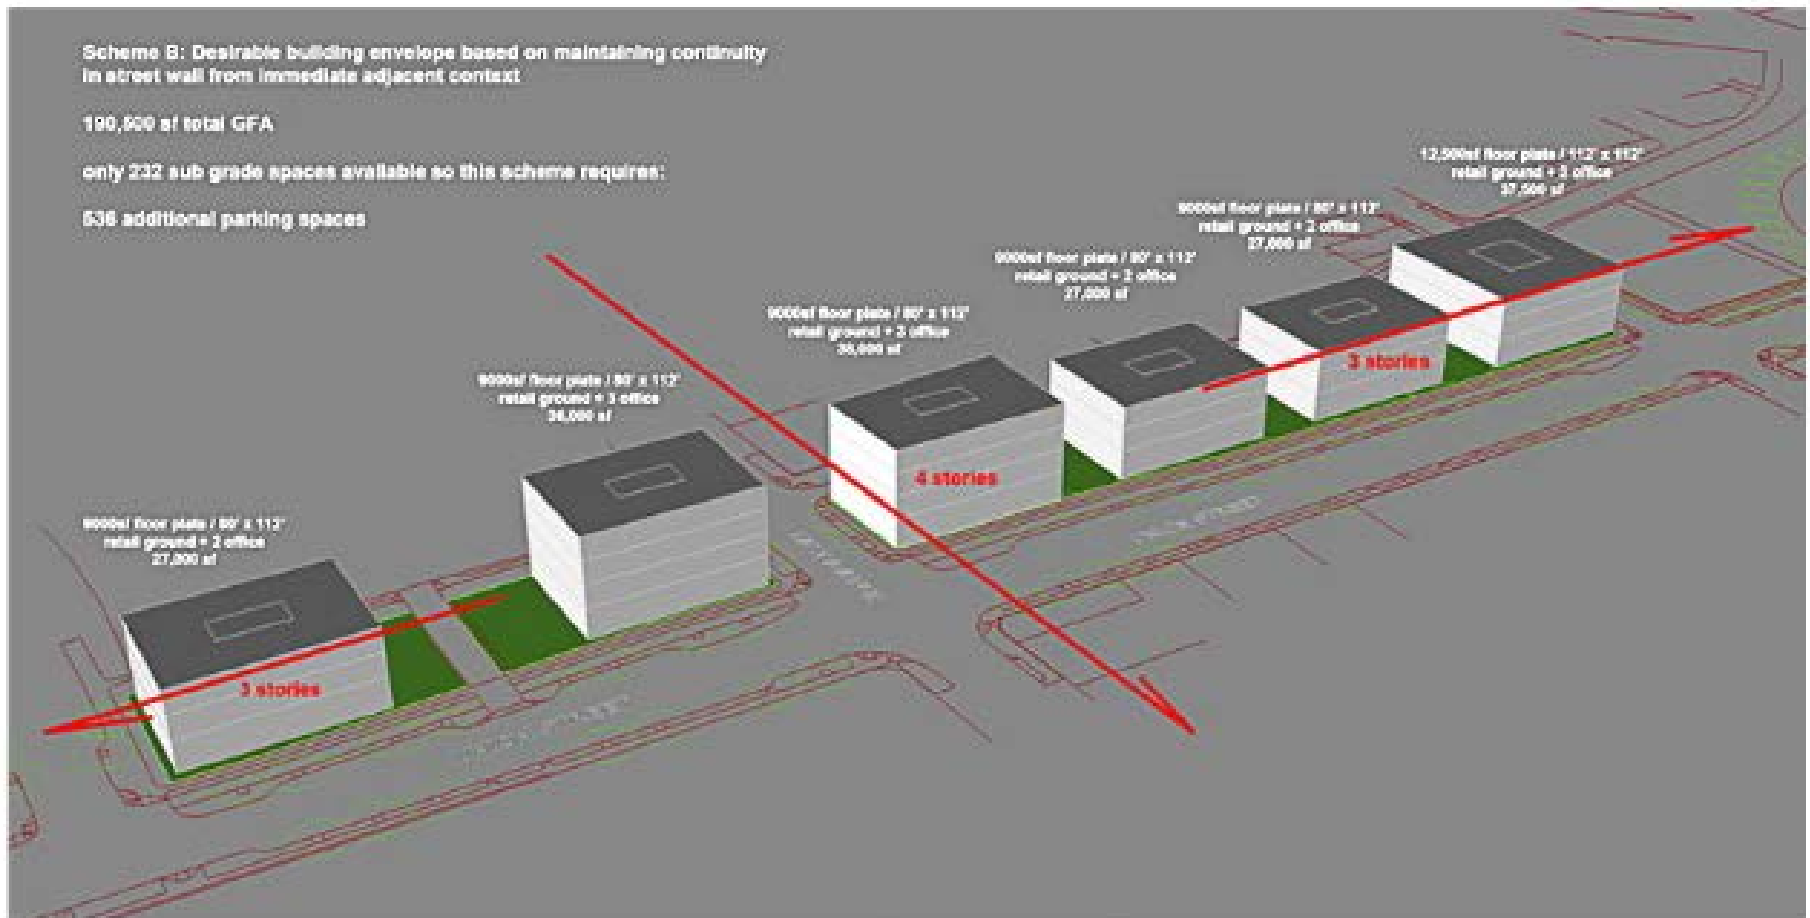 Scheme B: Desirable building envelope based on maintaining continuity
in street wall from immediate adjacent context
190,500 sf total GFA
only 232 sub grade spaces available so this scheme requires:
536 additional parking spaces
12,500sf floor plate / 112' x 112'
retail ground + 2 office
37,500 sf
9000sf floor plate / 80' x 112'
retail ground + 2 office
27,000 sf
9000sf floor plate / 80' x 112'
retail ground + 2 office
27,000 sf
9000sf floor plate / 80' x 112'
retail ground + 3 office
36,000 sf
9000sf floor plate / 80' x 112'
retail ground + 3 office
36,000 sf
9000sf floor plate / 80' x 112'
retail ground + 2 office
27,000 sf
3 stories
4 stories
3 stories